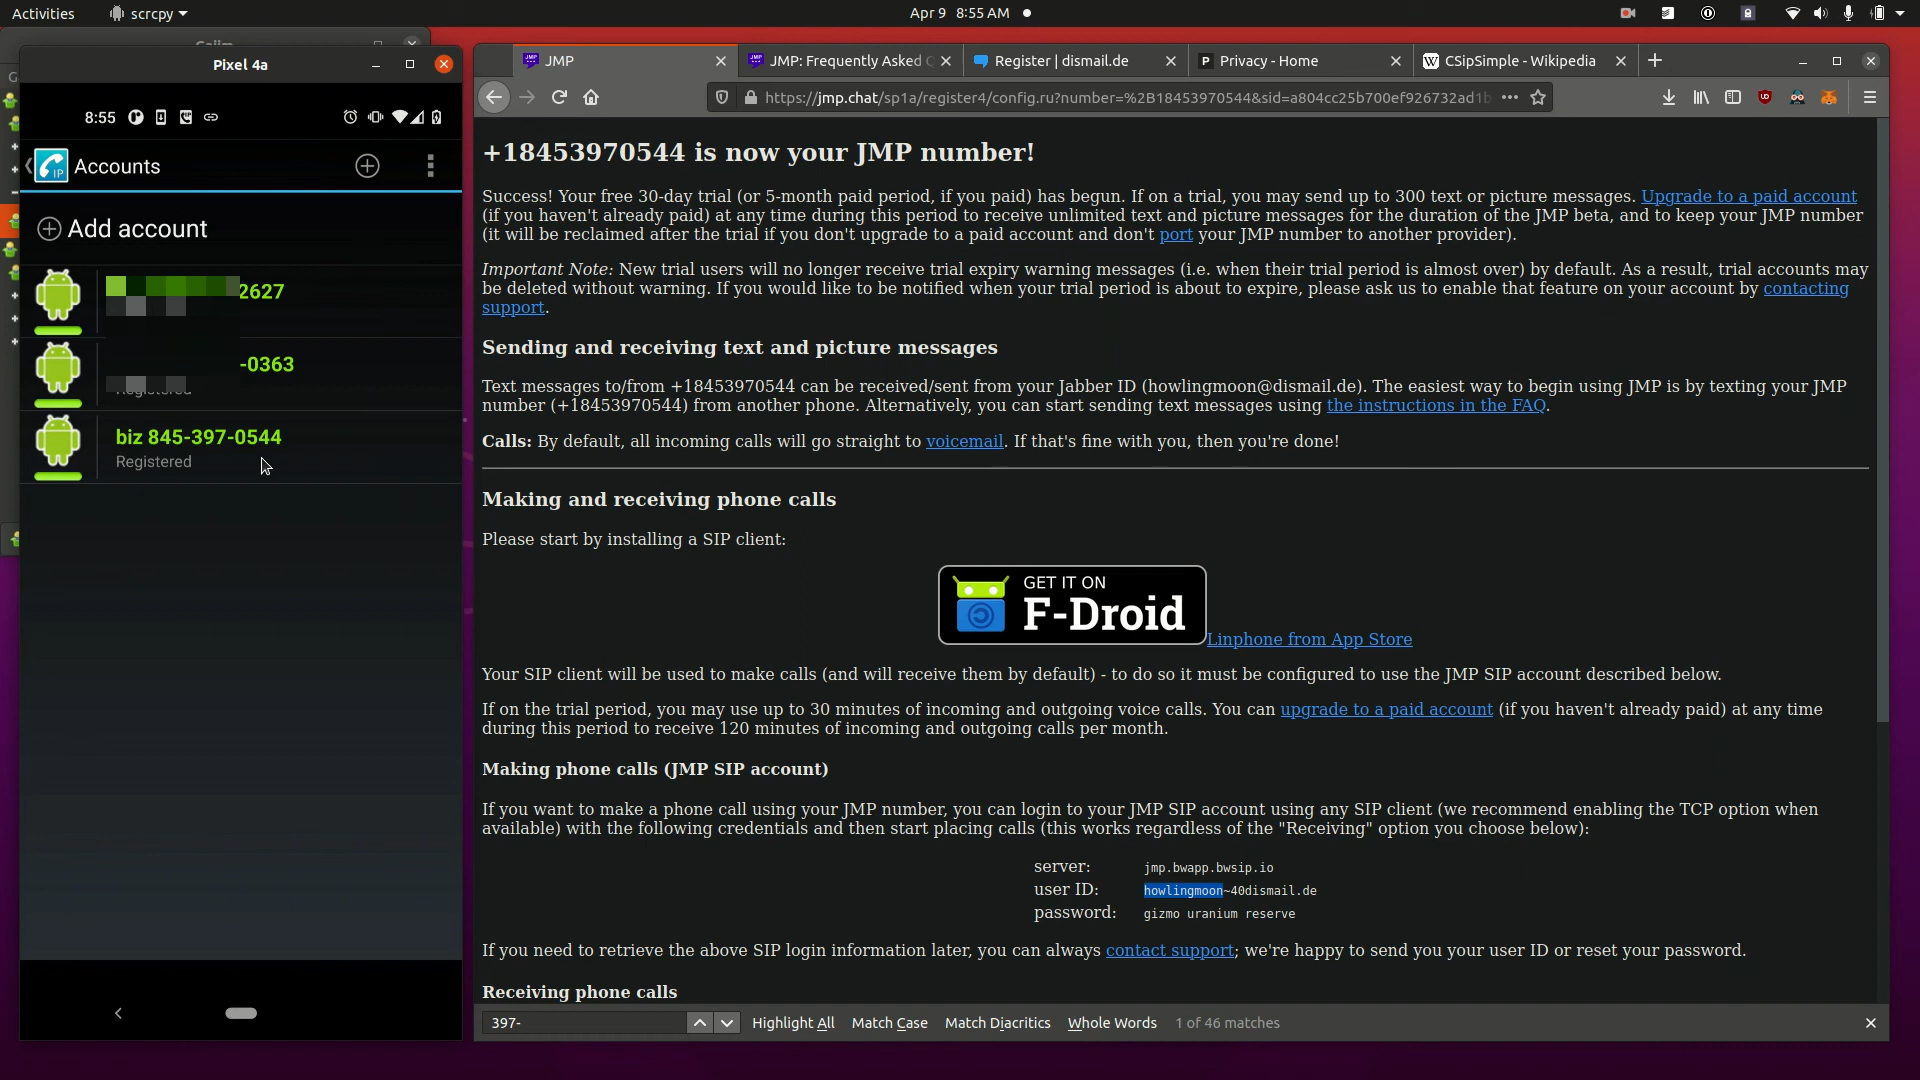 Activities
scrcpy
Apr 9 8:55 AM
Pixel 4a
8:55
IP
Accounts
Add account
2627
-0363
Registered
biz 845-397-0544
Registered
JMP
JMP: Frequently Asked
Register | dismail.de
Privacy - Home
CSipSimple - Wikipedia
https://jmp.chat/sp1a/register4/config.ru?number=%2B18453970544&sid=a804cc25b700ef926732ad1b
+18453970544 is now your JMP number!
Success! Your free 30-day trial (or 5-month paid period, if you paid) has begun. If on a trial, you may send up to 300 text or picture messages. Upgrade to a paid account
(if you haven't already paid) at any time during this period to receive unlimited text and picture messages for the duration of the JMP beta, and to keep your JMP number
(it will be reclaimed after the trial if you don't upgrade to a paid account and don't port your JMP number to another provider).
Important Note: New trial users will no longer receive trial expiry warning messages (i.e. when their trial period is almost over) by default. As a result, trial accounts may
be deleted without warning. If you would like to be notified when your trial period is about to expire, please ask us to enable that feature on your account by contacting
support.
Sending and receiving text and picture messages
Text messages to/from +18453970544 can be received/sent from your Jabber ID (howlingmoon@dismail.de). The easiest way to begin using JMP is by texting your JMP
number (+18453970544) from another phone. Alternatively, you can start sending text messages using the instructions in the FAQ.
Calls: By default, all incoming calls will go straight to voicemail. If that's fine with you, then you're done!
Making and receiving phone calls
Please start by installing a SIP client:
GET IT ON
F-Droid
Linphone from App Store
Your SIP client will be used to make calls (and will receive them by default) - to do so it must be configured to use the JMP SIP account described below.
If on the trial period, you may use up to 30 minutes of incoming and outgoing voice calls. You can upgrade to a paid account (if you haven't already paid) at any time
during this period to receive 120 minutes of incoming and outgoing calls per month.
Making phone calls (JMP SIP account)
If you want to make a phone call using your JMP number, you can login to your JMP SIP account using any SIP client (we recommend enabling the TCP option when
available) with the following credentials and then start placing calls (this works regardless of the "Receiving" option you choose below):
server: jmp.bwapp.bwsip.io
user ID: howlingmoon~40dismail.de
password: gizmo uranium reserve
If you need to retrieve the above SIP login information later, you can always contact support; we're happy to send you your user ID or reset your password.
Receiving phone calls
397-
Highlight All
Match Case
Match Diacritics
Whole Words
1 of 46 matches